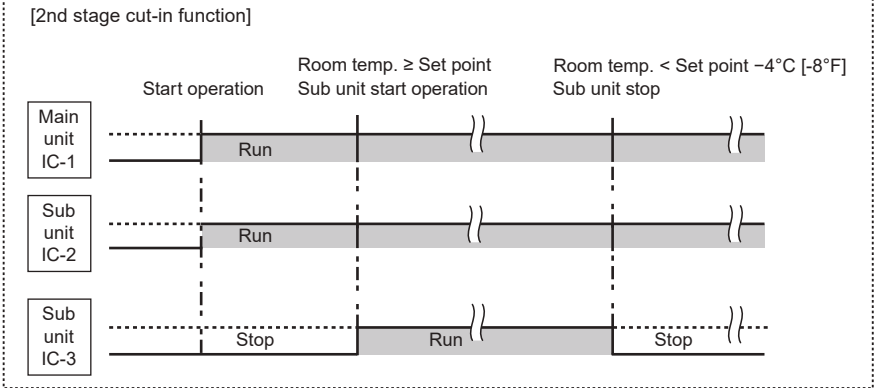 [2nd stage cut-in function]
Start operation
Room temp. ≥ Set point
Sub unit start operation
Room temp. < Set point −4°C [-8°F]
Sub unit stop
Main
unit
IC-1
Run
Sub
unit
IC-2
Run
Sub
unit
IC-3
Stop
Run
Stop